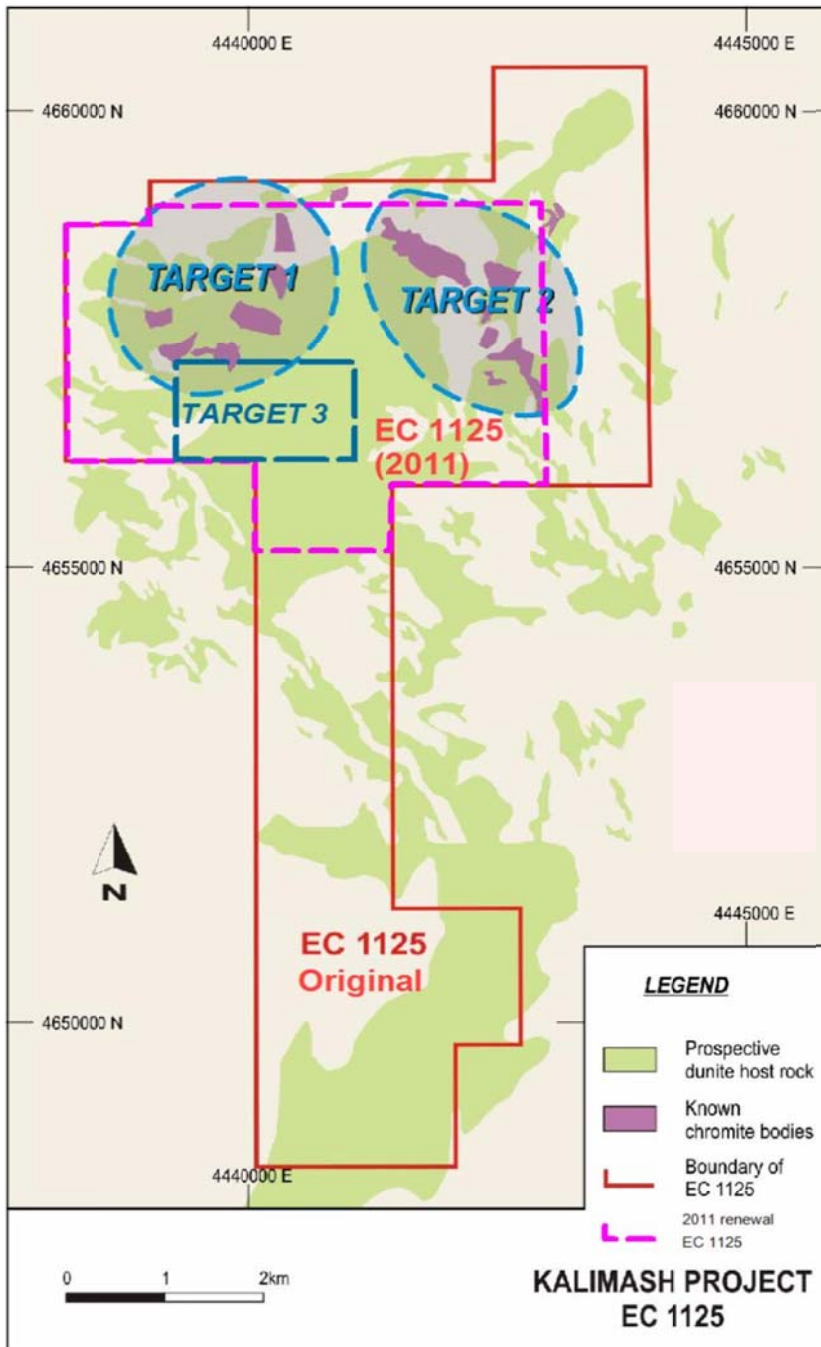 4440000 E
4445000 E
4660000 N
4660000 N
TARGET 1
TARGET 2
TARGET 3
EC 1125
(2011)
4655000 N
4655000 N
N
4445000 E
EC 1125
Original
LEGEND
4650000 N
Prospective
dunite host rock
Known
chromite bodies
Boundary of
EC 1125
4440000 E
2011 renewal
EC 1125
0 1 2km
KALIMASH PROJECT
EC 1125